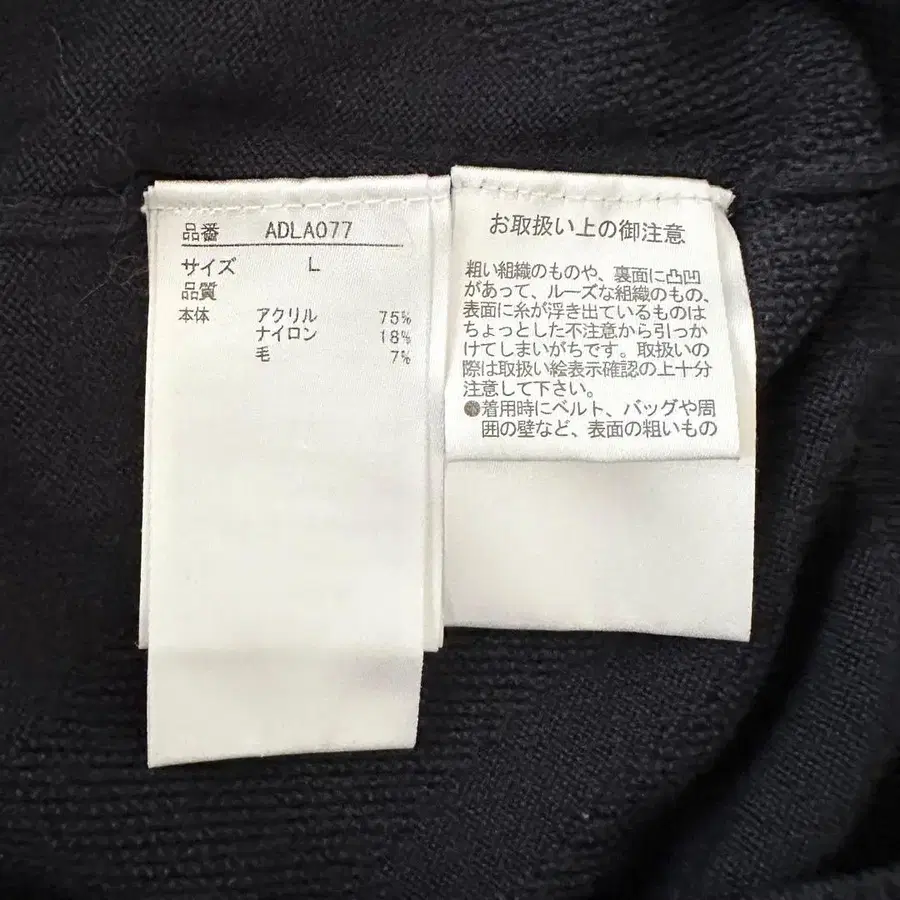 品番 ADLA077
サイズ L
品質
本体 アクリル 75%
ナイロン 18%
毛 7%
お取扱い上の御注意
粗い組織のものや、裏面に凸凹
があって、ルーズな組織のもの、
表面に糸が浮き出ているものは
ちょっとした不注意から引っか
けてしまいがちです。取扱いの
際は取扱い絵表示確認の上十分
注意して下さい。
●着用時にベルト、バッグや周
囲の壁など、表面の粗いもの